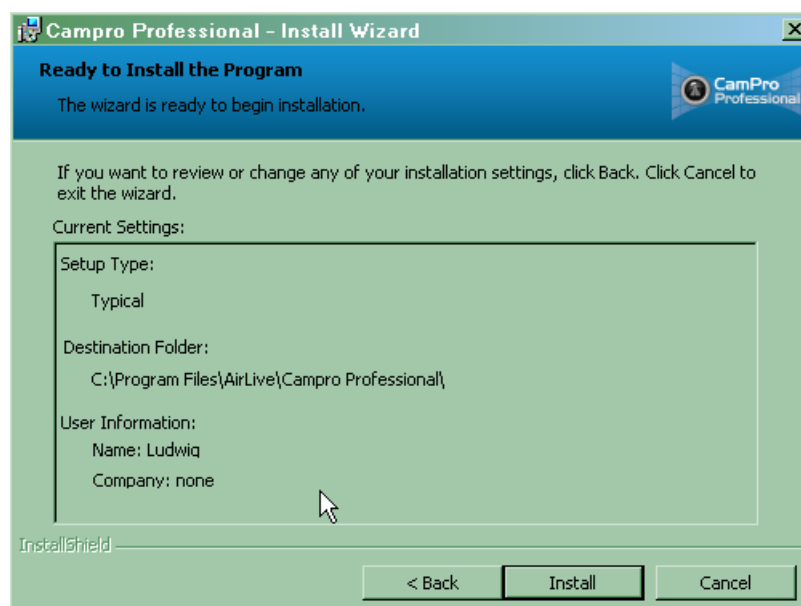 Campro Professional - Install Wizard
Ready to Install the Program
The wizard is ready to begin installation.
CamPro
Professional
If you want to review or change any of your installation settings, click Back. Click Cancel to
exit the wizard.
Current Settings:
Setup Type:
Typical
Destination Folder:
C:\Program Files\AirLive\Campro Professional\
User Information:
Name: Ludwig
Company: none
InstallShield
< Back
Install
Cancel